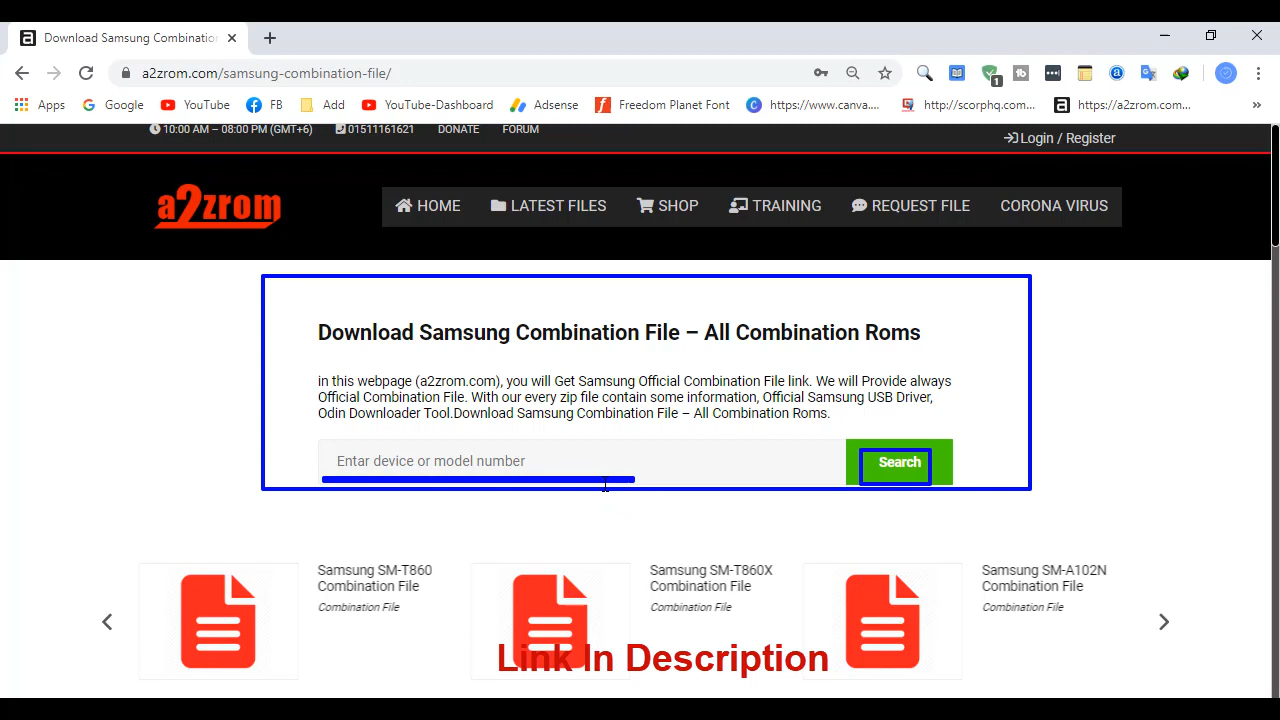 Download Samsung Combination
a2zrom.com/samsung-combination-file/
1
Apps Google YouTube FB Add YouTube-Dashboard Adsense Freedom Planet Font https://www.canva.... http://scorphq.com... https://a2zrom.com... »
10:00 AM – 08:00 PM (GMT+6) 01511161621 DONATE FORUM
Login / Register
a2zrom
HOME LATEST FILES SHOP TRAINING REQUEST FILE CORONA VIRUS
Download Samsung Combination File – All Combination Roms
in this webpage (a2zrom.com), you will Get Samsung Official Combination File link. We will Provide always
Official Combination File. With our every zip file contain some information, Official Samsung USB Driver,
Odin Downloader Tool.Download Samsung Combination File – All Combination Roms.
Entar device or model number Search
Samsung SM-T860
Combination File
Combination File
Samsung SM-T860X
Combination File
Combination File
Samsung SM-A102N
Combination File
Combination File
Link In Description